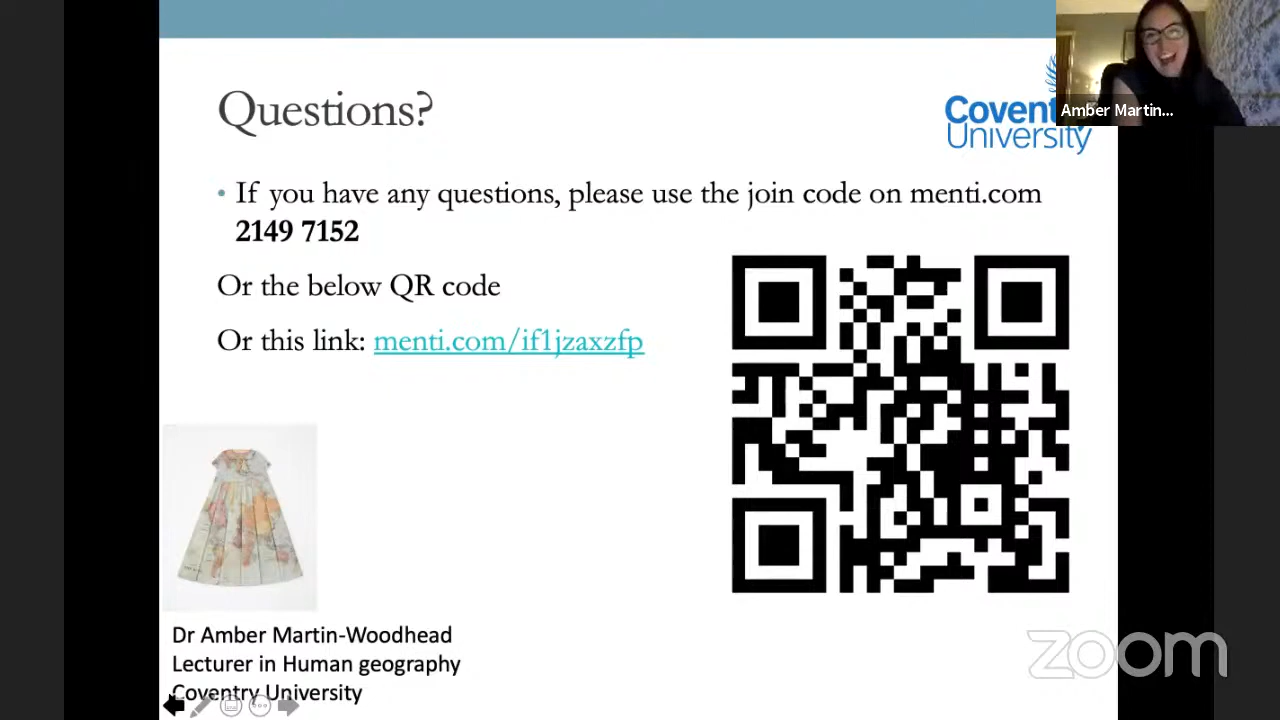 Questions?
Coventry
University
Amber Martin...
• If you have any questions, please use the join code on menti.com
2149 7152
Or the below QR code
Or this link: menti.com/if1jzaxzfp
Dr Amber Martin-Woodhead
Lecturer in Human geography
Coventry University
zoom